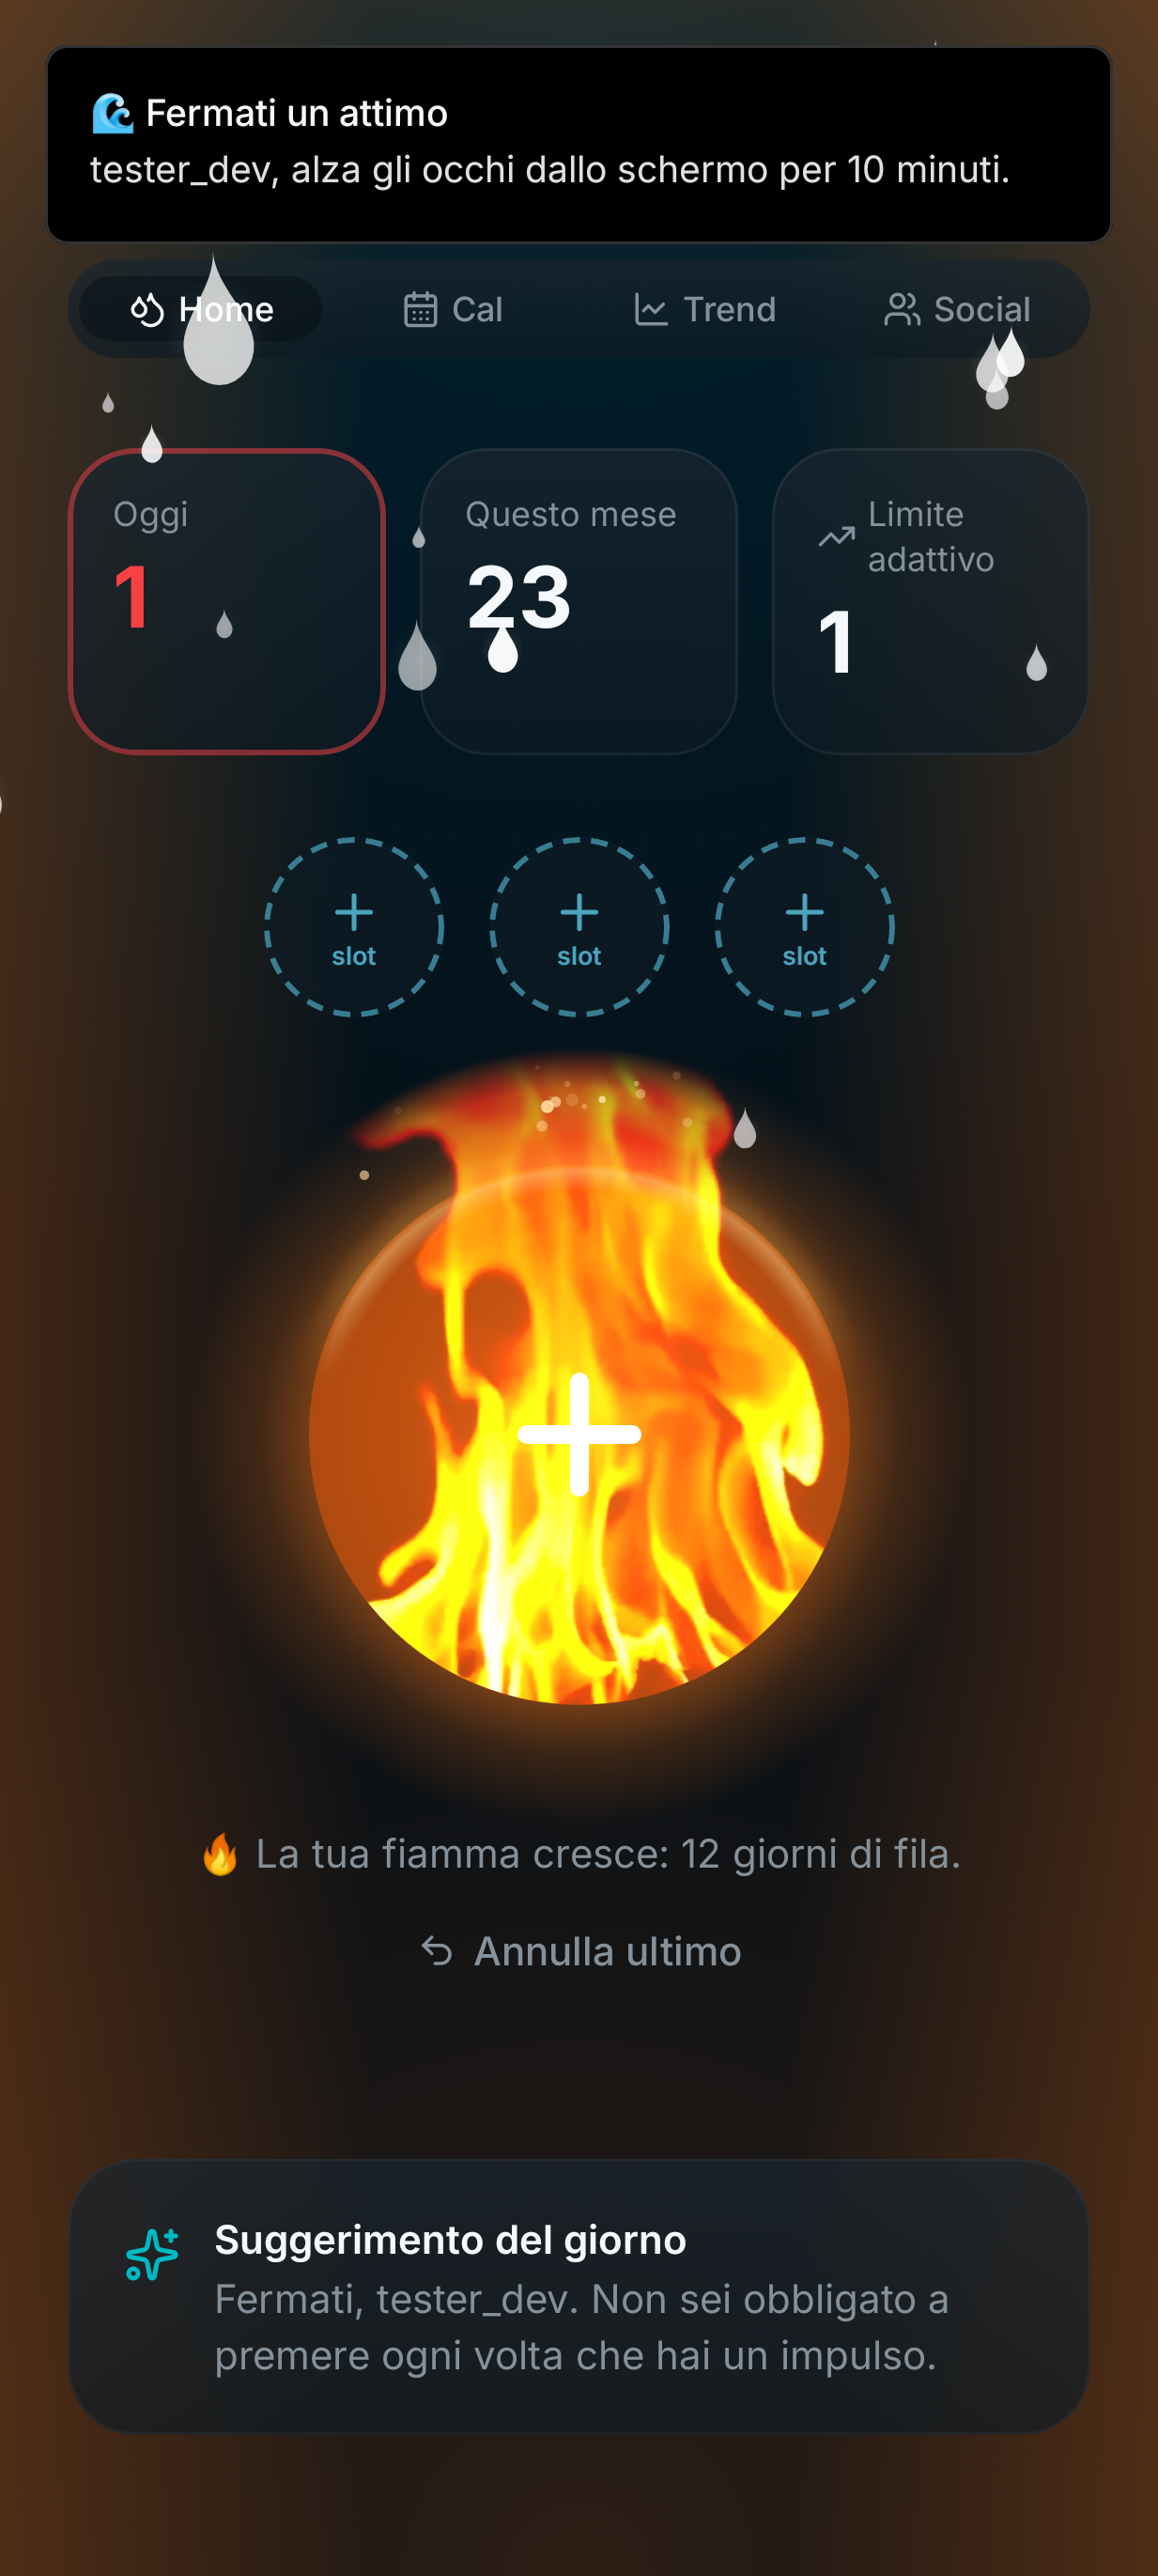 🌊 Fermati un attimo
tester_dev, alza gli occhi dallo schermo per 10 minuti.
Home
Cal
Trend
Social
Oggi
1
Questo mese
23
Limite
adattivo
1
slot
slot
slot
🔥 La tua fiamma cresce: 12 giorni di fila.
Annulla ultimo
Suggerimento del giorno
Fermati, tester_dev. Non sei obbligato a
premere ogni volta che hai un impulso.